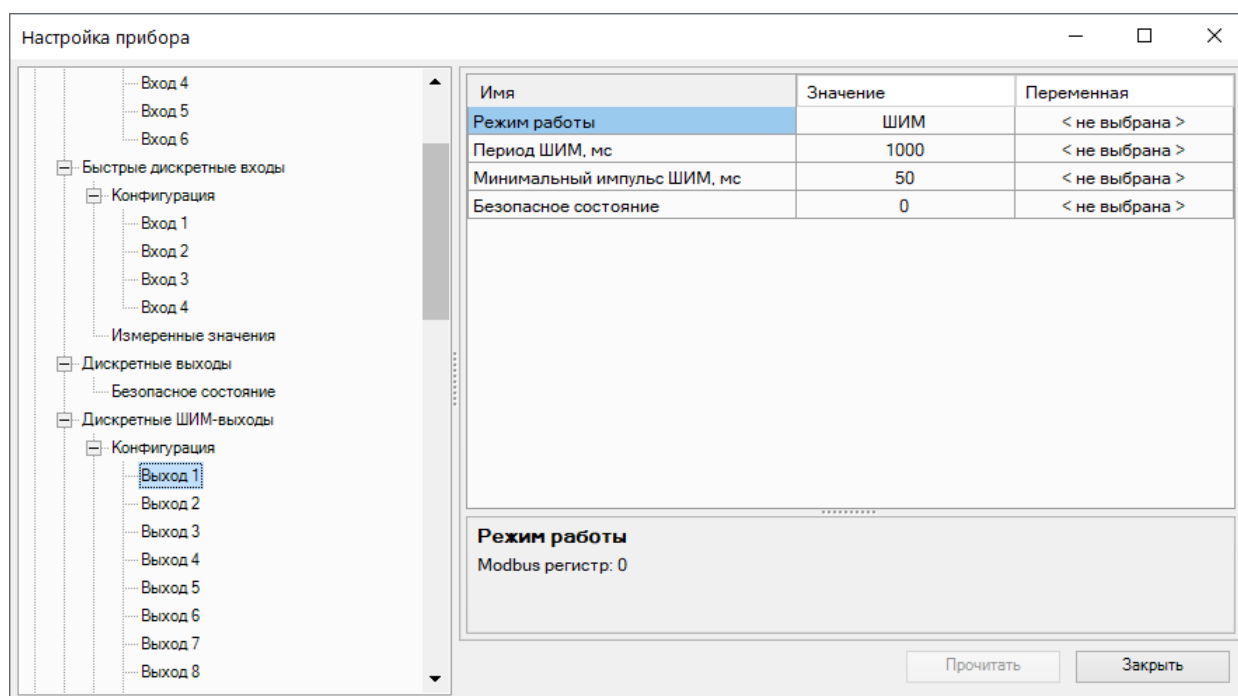 Настройка прибора
Вход 4
Вход 5
Вход 6
Быстрые дискретные входы
Конфигурация
Вход 1
Вход 2
Вход 3
Вход 4
Измеренные значения
Дискретные выходы
Безопасное состояние
Дискретные ШИМ-выходы
Конфигурация
Выход 1
Выход 2
Выход 3
Выход 4
Выход 5
Выход 6
Выход 7
Выход 8
Имя Значение Переменная
Режим работы ШИМ < не выбрана >
Период ШИМ, мс 1000 < не выбрана >
Минимальный импульс ШИМ, мс 50 < не выбрана >
Безопасное состояние 0 < не выбрана >
Режим работы
Modbus регистр: 0
Прочитать Закрыть